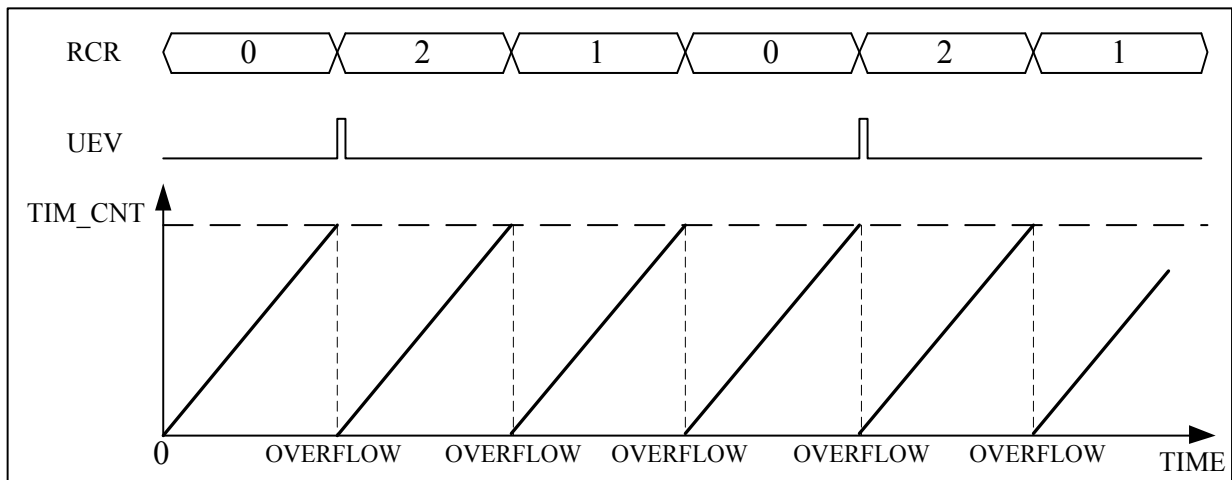 RCR 0 2 1 0 2 1
UEV
TIM_CNT
0 OVERFLOW OVERFLOW OVERFLOW OVERFLOW OVERFLOW
TIME